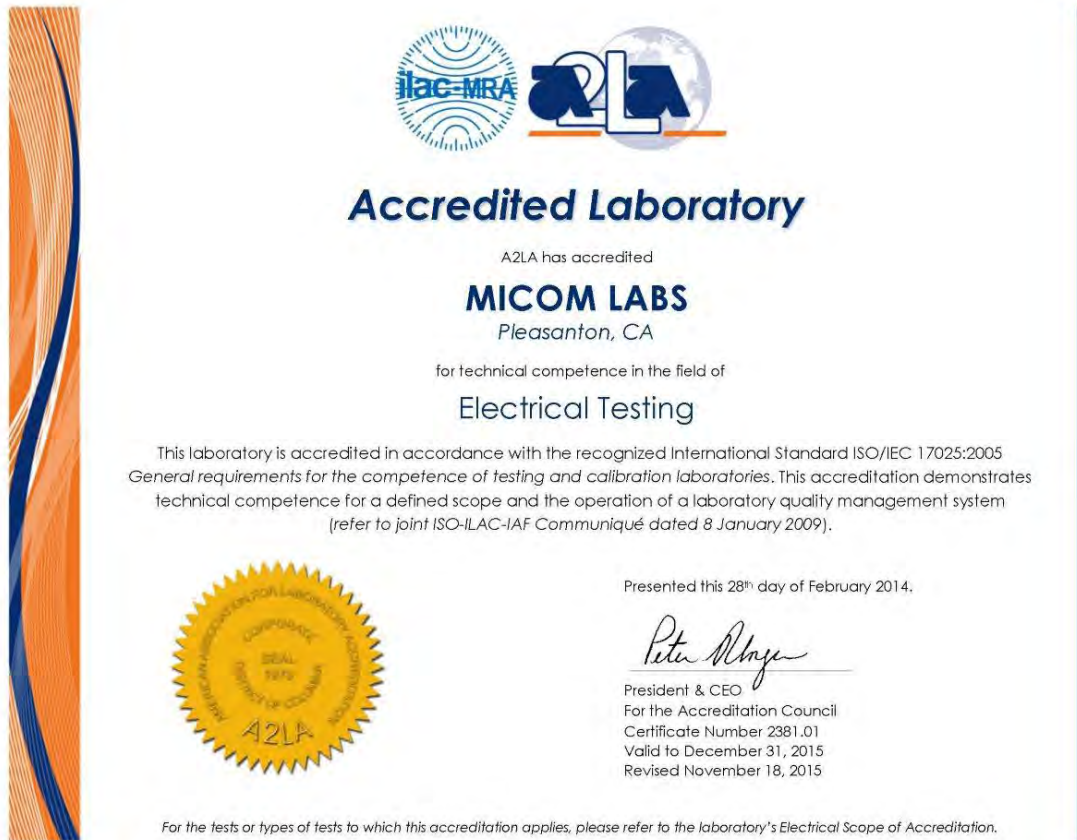 ilac-MRA
A2LA
Accredited Laboratory
A2LA has accredited
MICOM LABS
Pleasanton, CA
for technical competence in the field of
Electrical Testing
This laboratory is accredited in accordance with the recognized International Standard ISO/IEC 17025:2005
General requirements for the competence of testing and calibration laboratories. This accreditation demonstrates
technical competence for a defined scope and the operation of a laboratory quality management system
(refer to joint ISO-ILAC-IAF Communiqué dated 8 January 2009).
AMERICAN ASSOCIATION FOR LABORATORY ACCREDITATION
CORPORATE
SEAL
DISTRICT OF COLUMBIA
A2LA
Presented this 28th day of February 2014.
President & CEO
For the Accreditation Council
Certificate Number 2381.01
Valid to December 31, 2015
Revised November 18, 2015
For the tests or types of tests to which this accreditation applies, please refer to the laboratory's Electrical Scope of Accreditation.